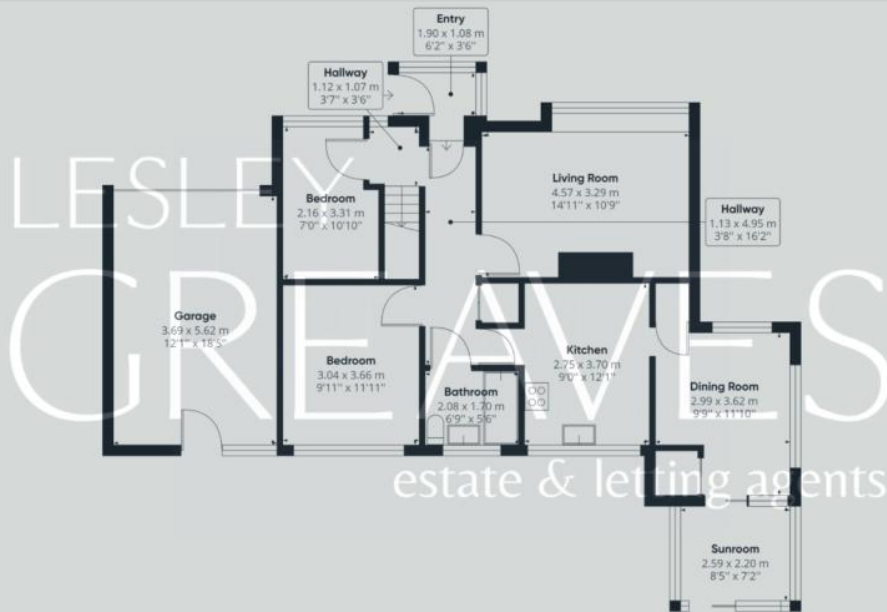 Entry
1.90 x 1.08 m
6'2" x 3'6"
Hallway
1.12 x 1.07 m
3'7" x 3'6"
LESLEY
Living Room
4.57 x 3.29 m
14'11" x 10'9"
Bedroom
2.16 x 3.31 m
7'0" x 10'10"
Hallway
1.13 x 4.95 m
3'8" x 16'2"
GREAVES
Garage
3.69 x 5.62 m
12'1" x 18'5"
Bedroom
3.04 x 3.66 m
9'11" x 11'11"
Kitchen
2.75 x 3.70 m
9'0" x 12'1"
Bathroom
2.08 x 1.70 m
6'9" x 5'6"
Dining Room
2.99 x 3.62 m
9'9" x 11'10"
estate & letting agents
Sunroom
2.59 x 2.20 m
8'5" x 7'2"